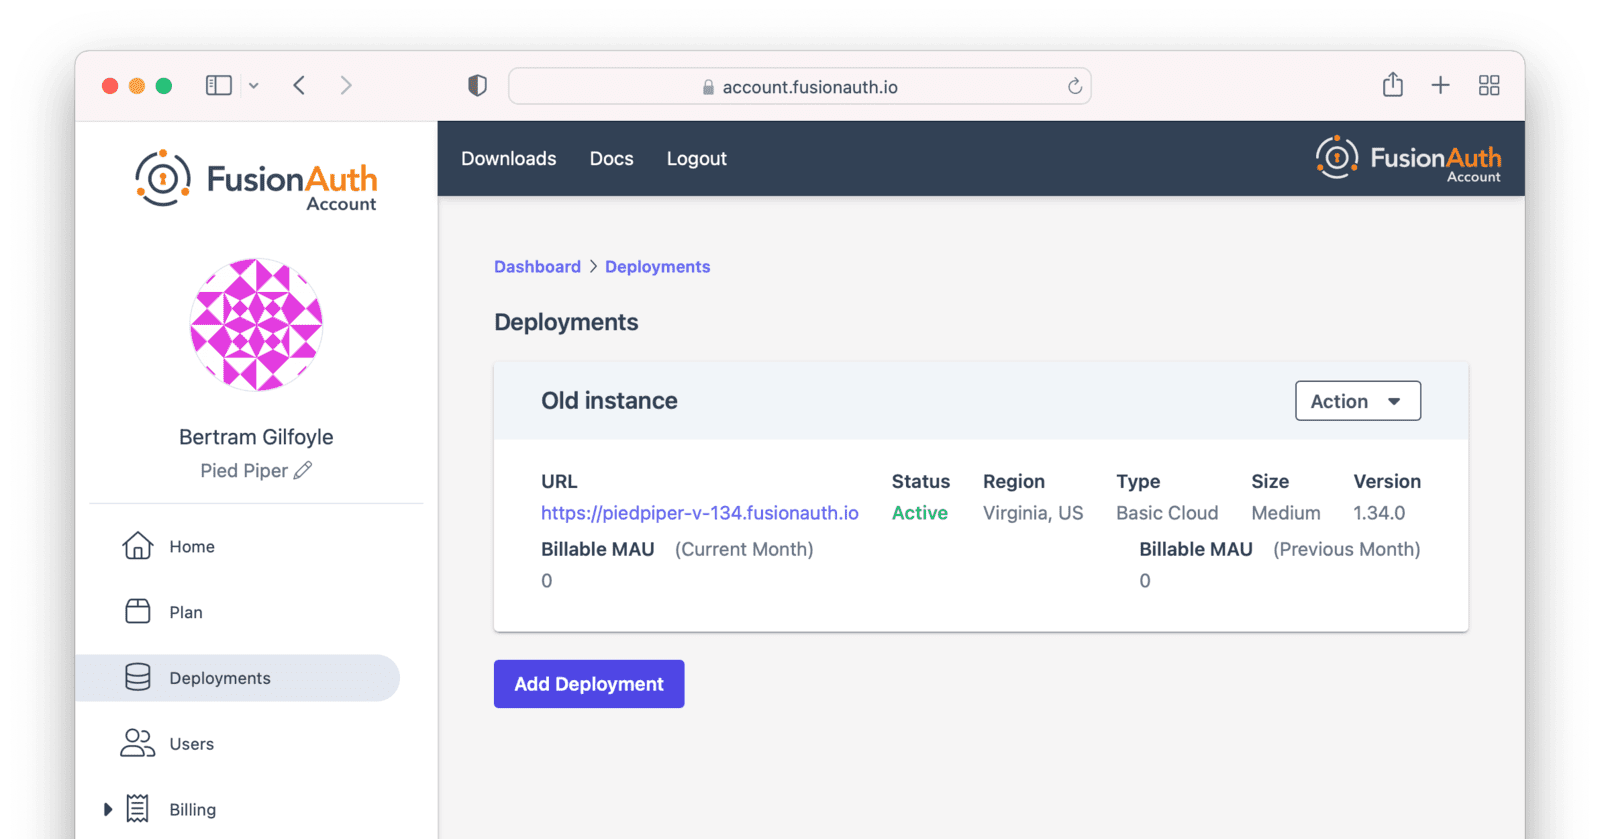 account.fusionauth.io
FusionAuth
Account
Downloads Docs Logout
FusionAuth
Account
Bertram Gilfoyle
Pied Piper
Home
Plan
Deployments
Users
Billing
Dashboard > Deployments
Deployments
Old instance Action
URL Status Region Type Size Version
https://piedpiper-v-134.fusionauth.io Active Virginia, US Basic Cloud Medium 1.34.0
Billable MAU (Current Month) Billable MAU (Previous Month)
0 0
Add Deployment